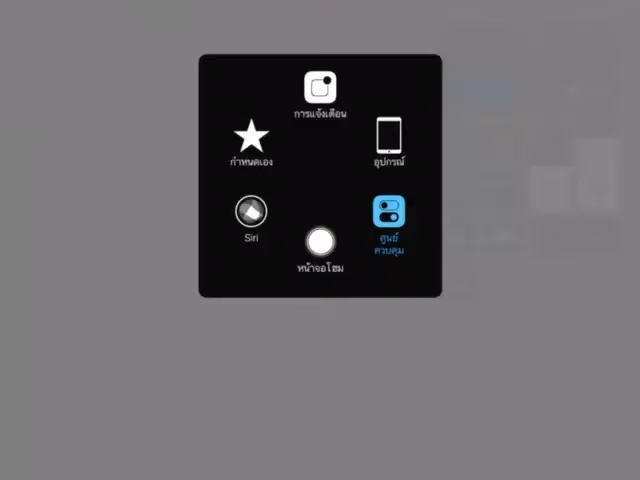 การแจ้งเตือน
กำหนดเอง
อุปกรณ์
Siri
ศูนย์
ควบคุม
หน้าจอโฮม